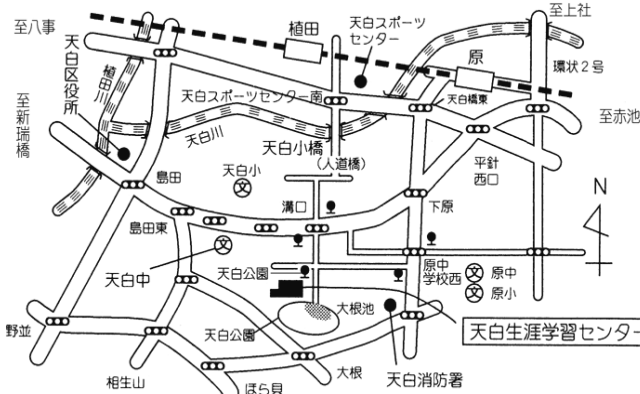 至八事
植田
天白スポーツ
センター
至上社
天白区役所
植田川
原
環状2号
至新瑞橋
天白スポーツセンター南
天白橋東
至赤池
天白川
天白小橋
(人道橋)
平針
西口
天白小
文
島田
溝口
下原
N
島田東
文
天白中
天白公園
原中
学校西
文
原中
文
原小
大根池
野並
天白公園
天白生涯学習センター
相生山
ほら貝
大根
天白消防署